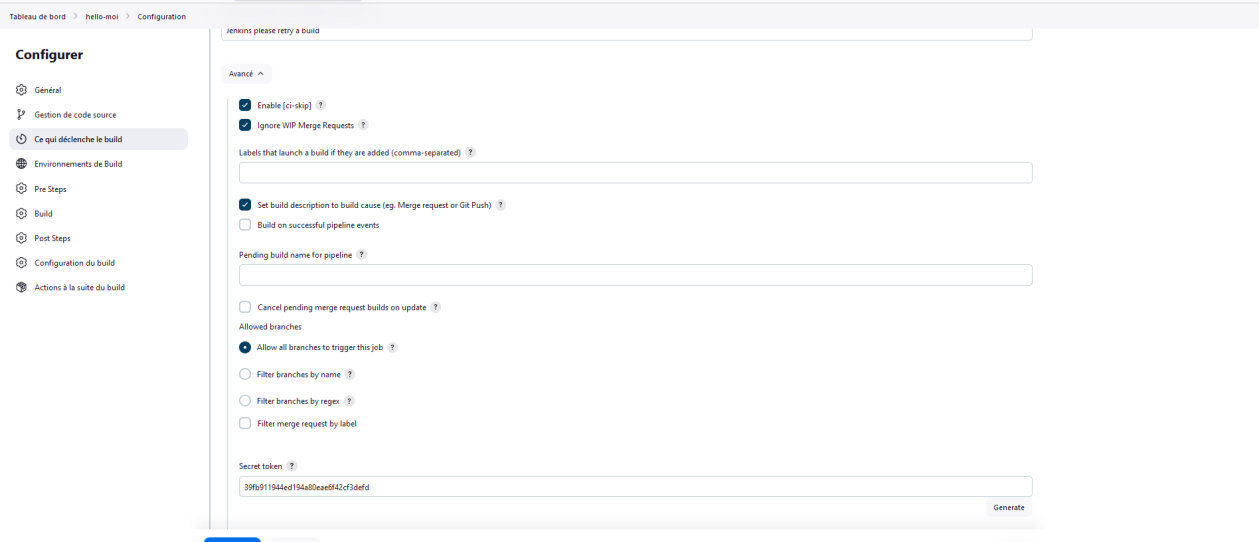 Tableau de bord > hello-moi > Configuration
Configurer
Général
Gestion de code source
Ce qui déclenche le build
Environnements de Build
Pre Steps
Build
Post Steps
Configuration du build
Actions à la suite du build
Jenkins please retry a build
Avancé
Enable [ci-skip] ?
Ignore WIP Merge Requests ?
Labels that launch a build if they are added (comma-separated) ?
Set build description to build cause (eg. Merge request or Git Push) ?
Build on successful pipeline events
Pending build name for pipeline ?
Cancel pending merge request builds on update ?
Allowed branches
Allow all branches to trigger this job ?
Filter branches by name ?
Filter branches by regex ?
Filter merge request by label
Secret token ?
39fb911944ed194a80eae6f42cf3defd
Generate